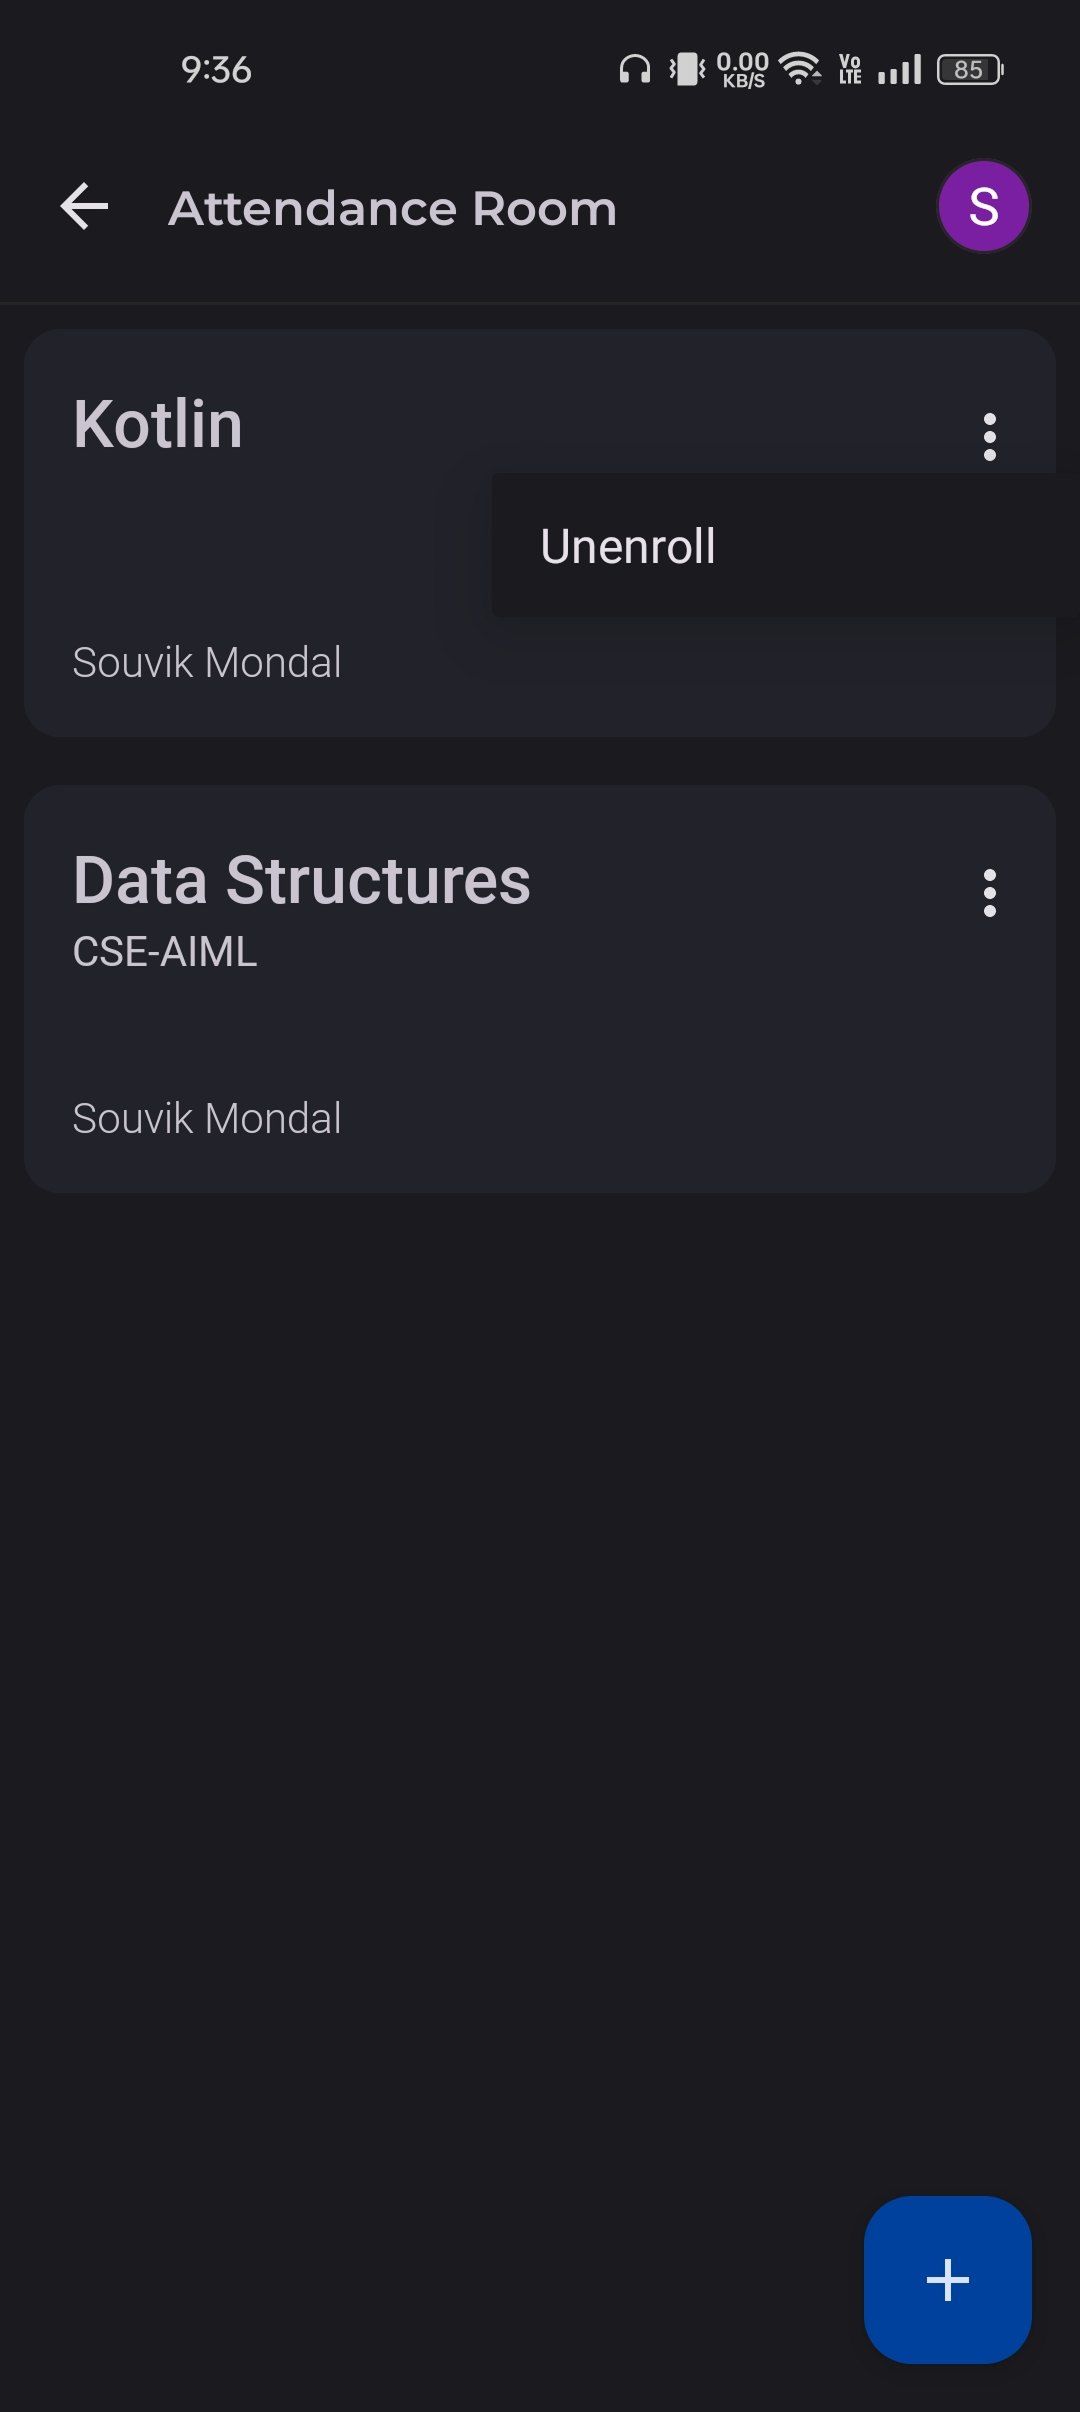 9:36
0.00
KB/S
Vo
LTE
85
Attendance Room
S
Kotlin
Unenroll
Souvik Mondal
Data Structures
CSE-AIML
Souvik Mondal